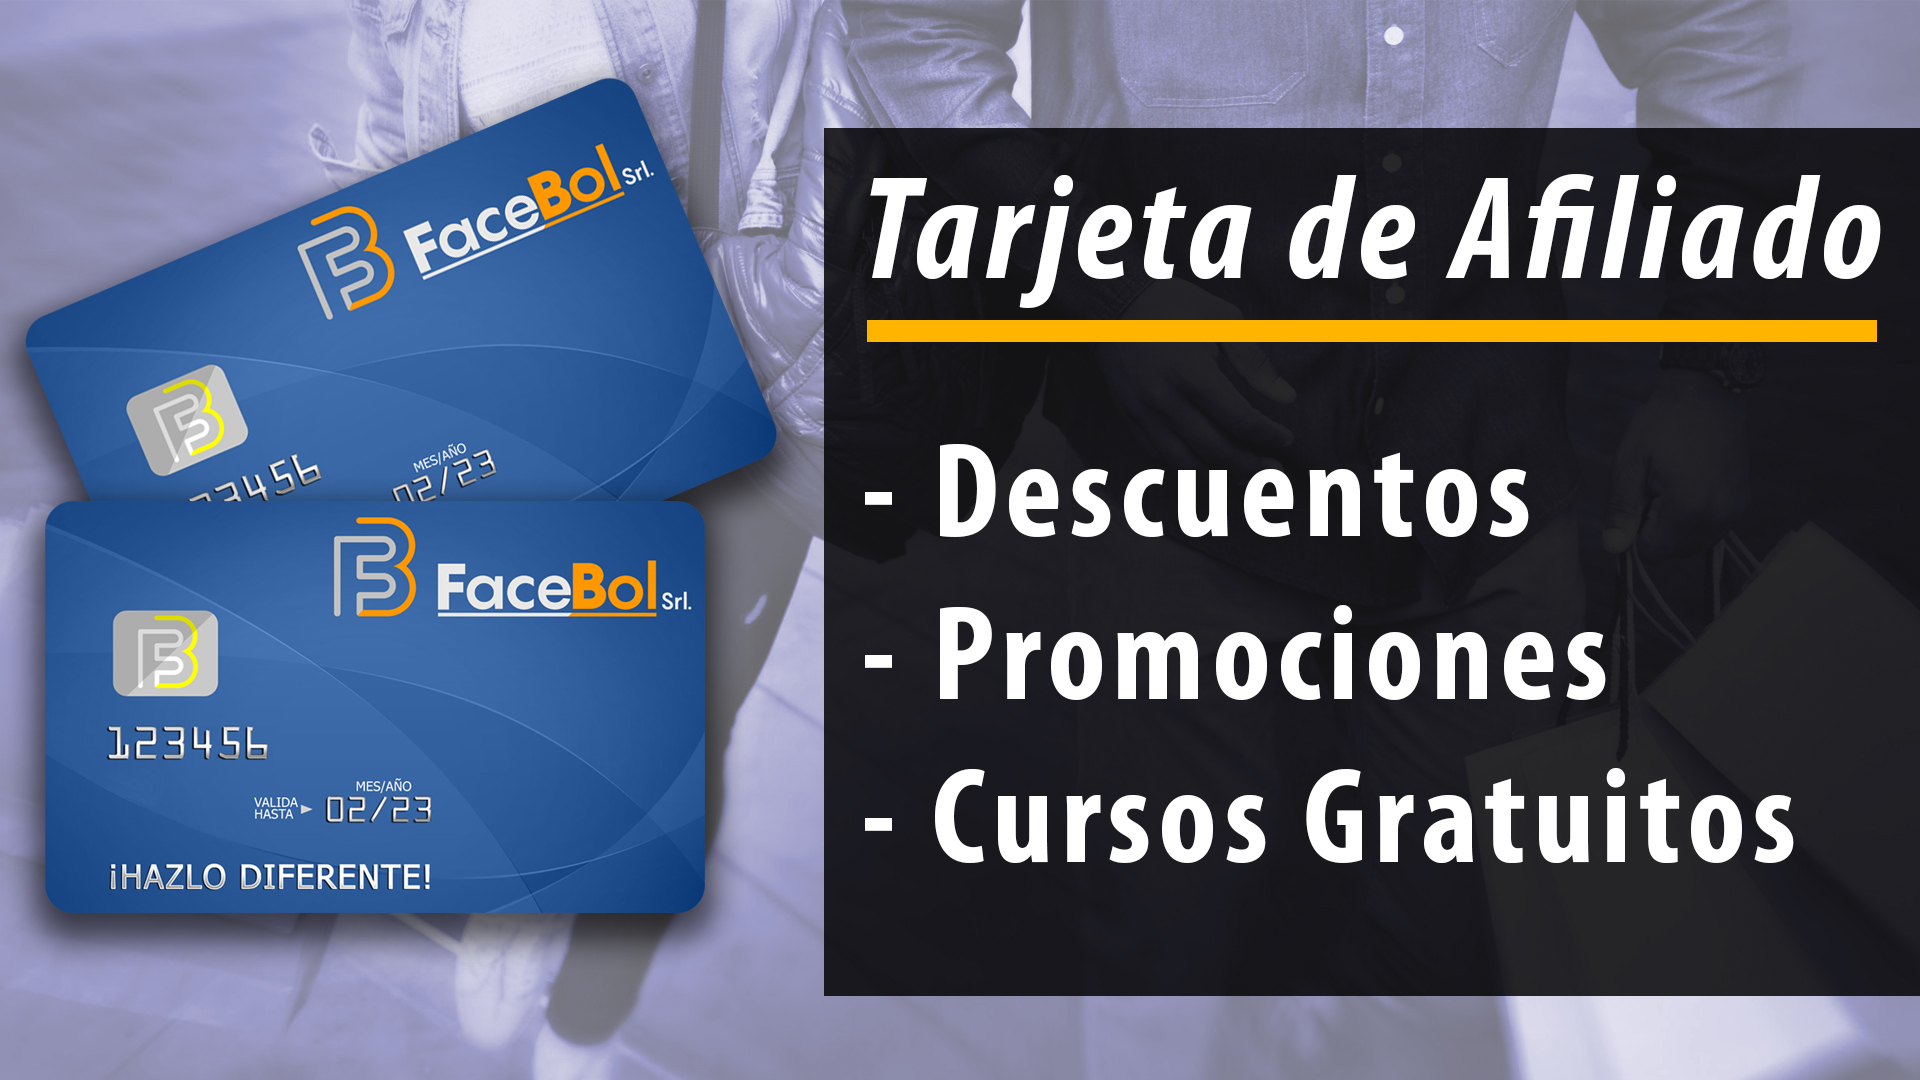 FaceBol Srl.
123456
MES/AÑO
02/23
FaceBol Srl.
123456
MES/AÑO
VALIDA
HASTA
02/23
¡HAZLO DIFERENTE!
Tarjeta de Afiliado
- Descuentos
- Promociones
- Cursos Gratuitos